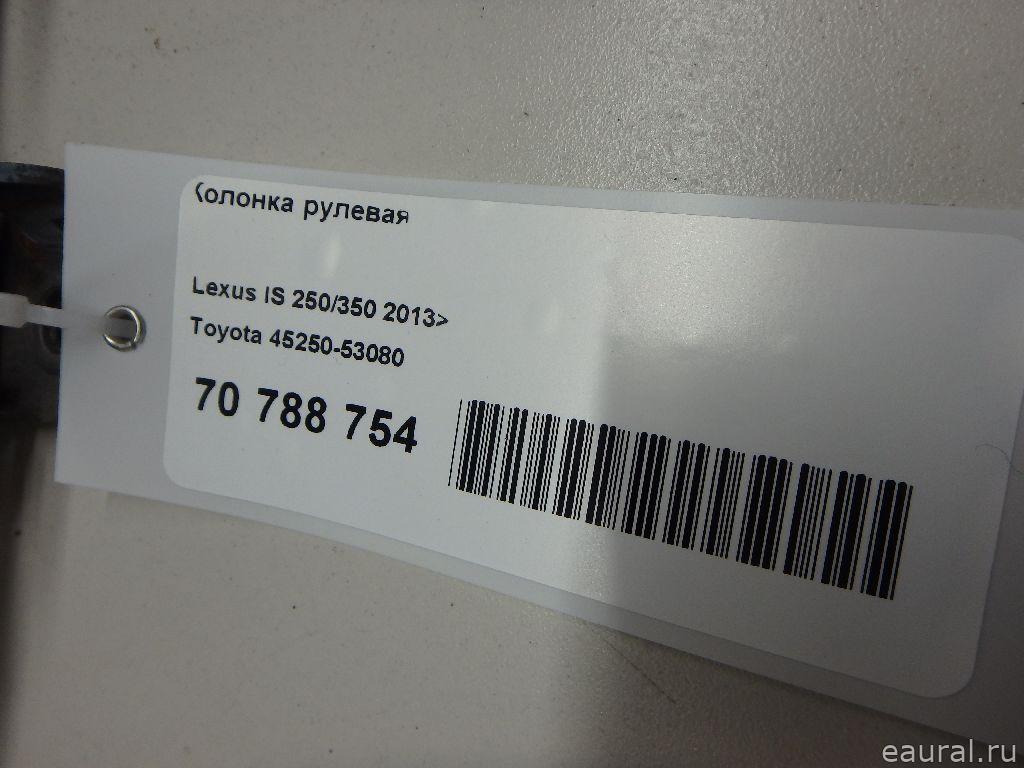 Колонка рулевая
Lexus IS 250/350 2013>
Toyota 45250-53080
70 788 754
eaural.ru